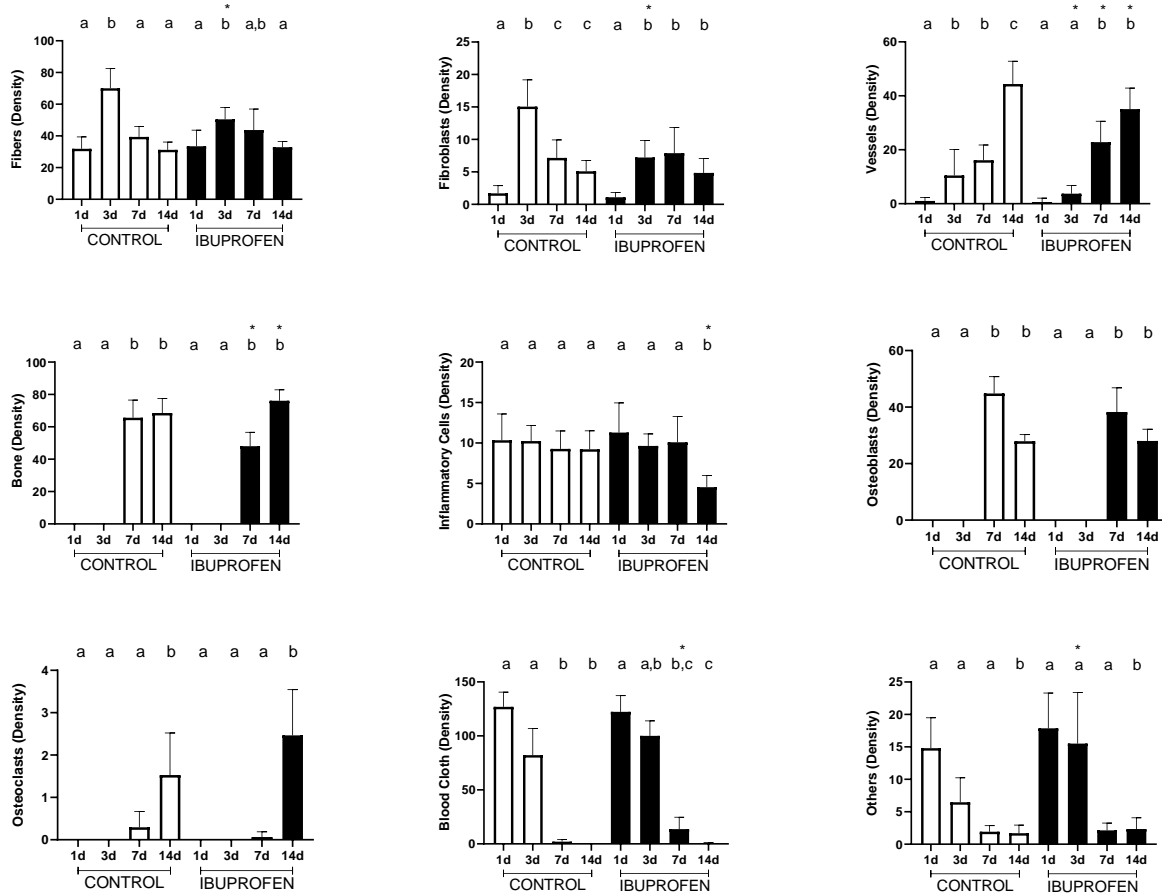 a b a a a * b a,b a
Fibers (Density)
100
80
60
40
20
0
1d 3d 7d 14d 1d 3d 7d 14d
CONTROL IBUPROFEN
a b c c a * b b b
Fibroblasts (Density)
25
20
15
10
5
0
1d 3d 7d 14d 1d 3d 7d 14d
CONTROL IBUPROFEN
a b b c a * a * b * b
Vessels (Density)
60
40
20
0
1d 3d 7d 14d 1d 3d 7d 14d
CONTROL IBUPROFEN
a a b b a a * b * b
Bone (Density)
100
80
60
40
20
0
1d 3d 7d 14d 1d 3d 7d 14d
CONTROL IBUPROFEN
a a a a a a a * b
Inflammatory Cells (Density)
20
15
10
5
0
1d 3d 7d 14d 1d 3d 7d 14d
CONTROL IBUPROFEN
a a b b a a b b
Osteoblasts (Density)
60
40
20
0
1d 3d 7d 14d 1d 3d 7d 14d
CONTROL IBUPROFEN
a a a b a a a b
Osteoclasts (Density)
4
3
2
1
0
1d 3d 7d 14d 1d 3d 7d 14d
CONTROL IBUPROFEN
a a b b a a,b * b,c c
Blood Cloth (Density)
150
100
50
0
1d 3d 7d 14d 1d 3d 7d 14d
CONTROL IBUPROFEN
a a a b a * a a b
Others (Density)
25
20
15
10
5
0
1d 3d 7d 14d 1d 3d 7d 14d
CONTROL IBUPROFEN